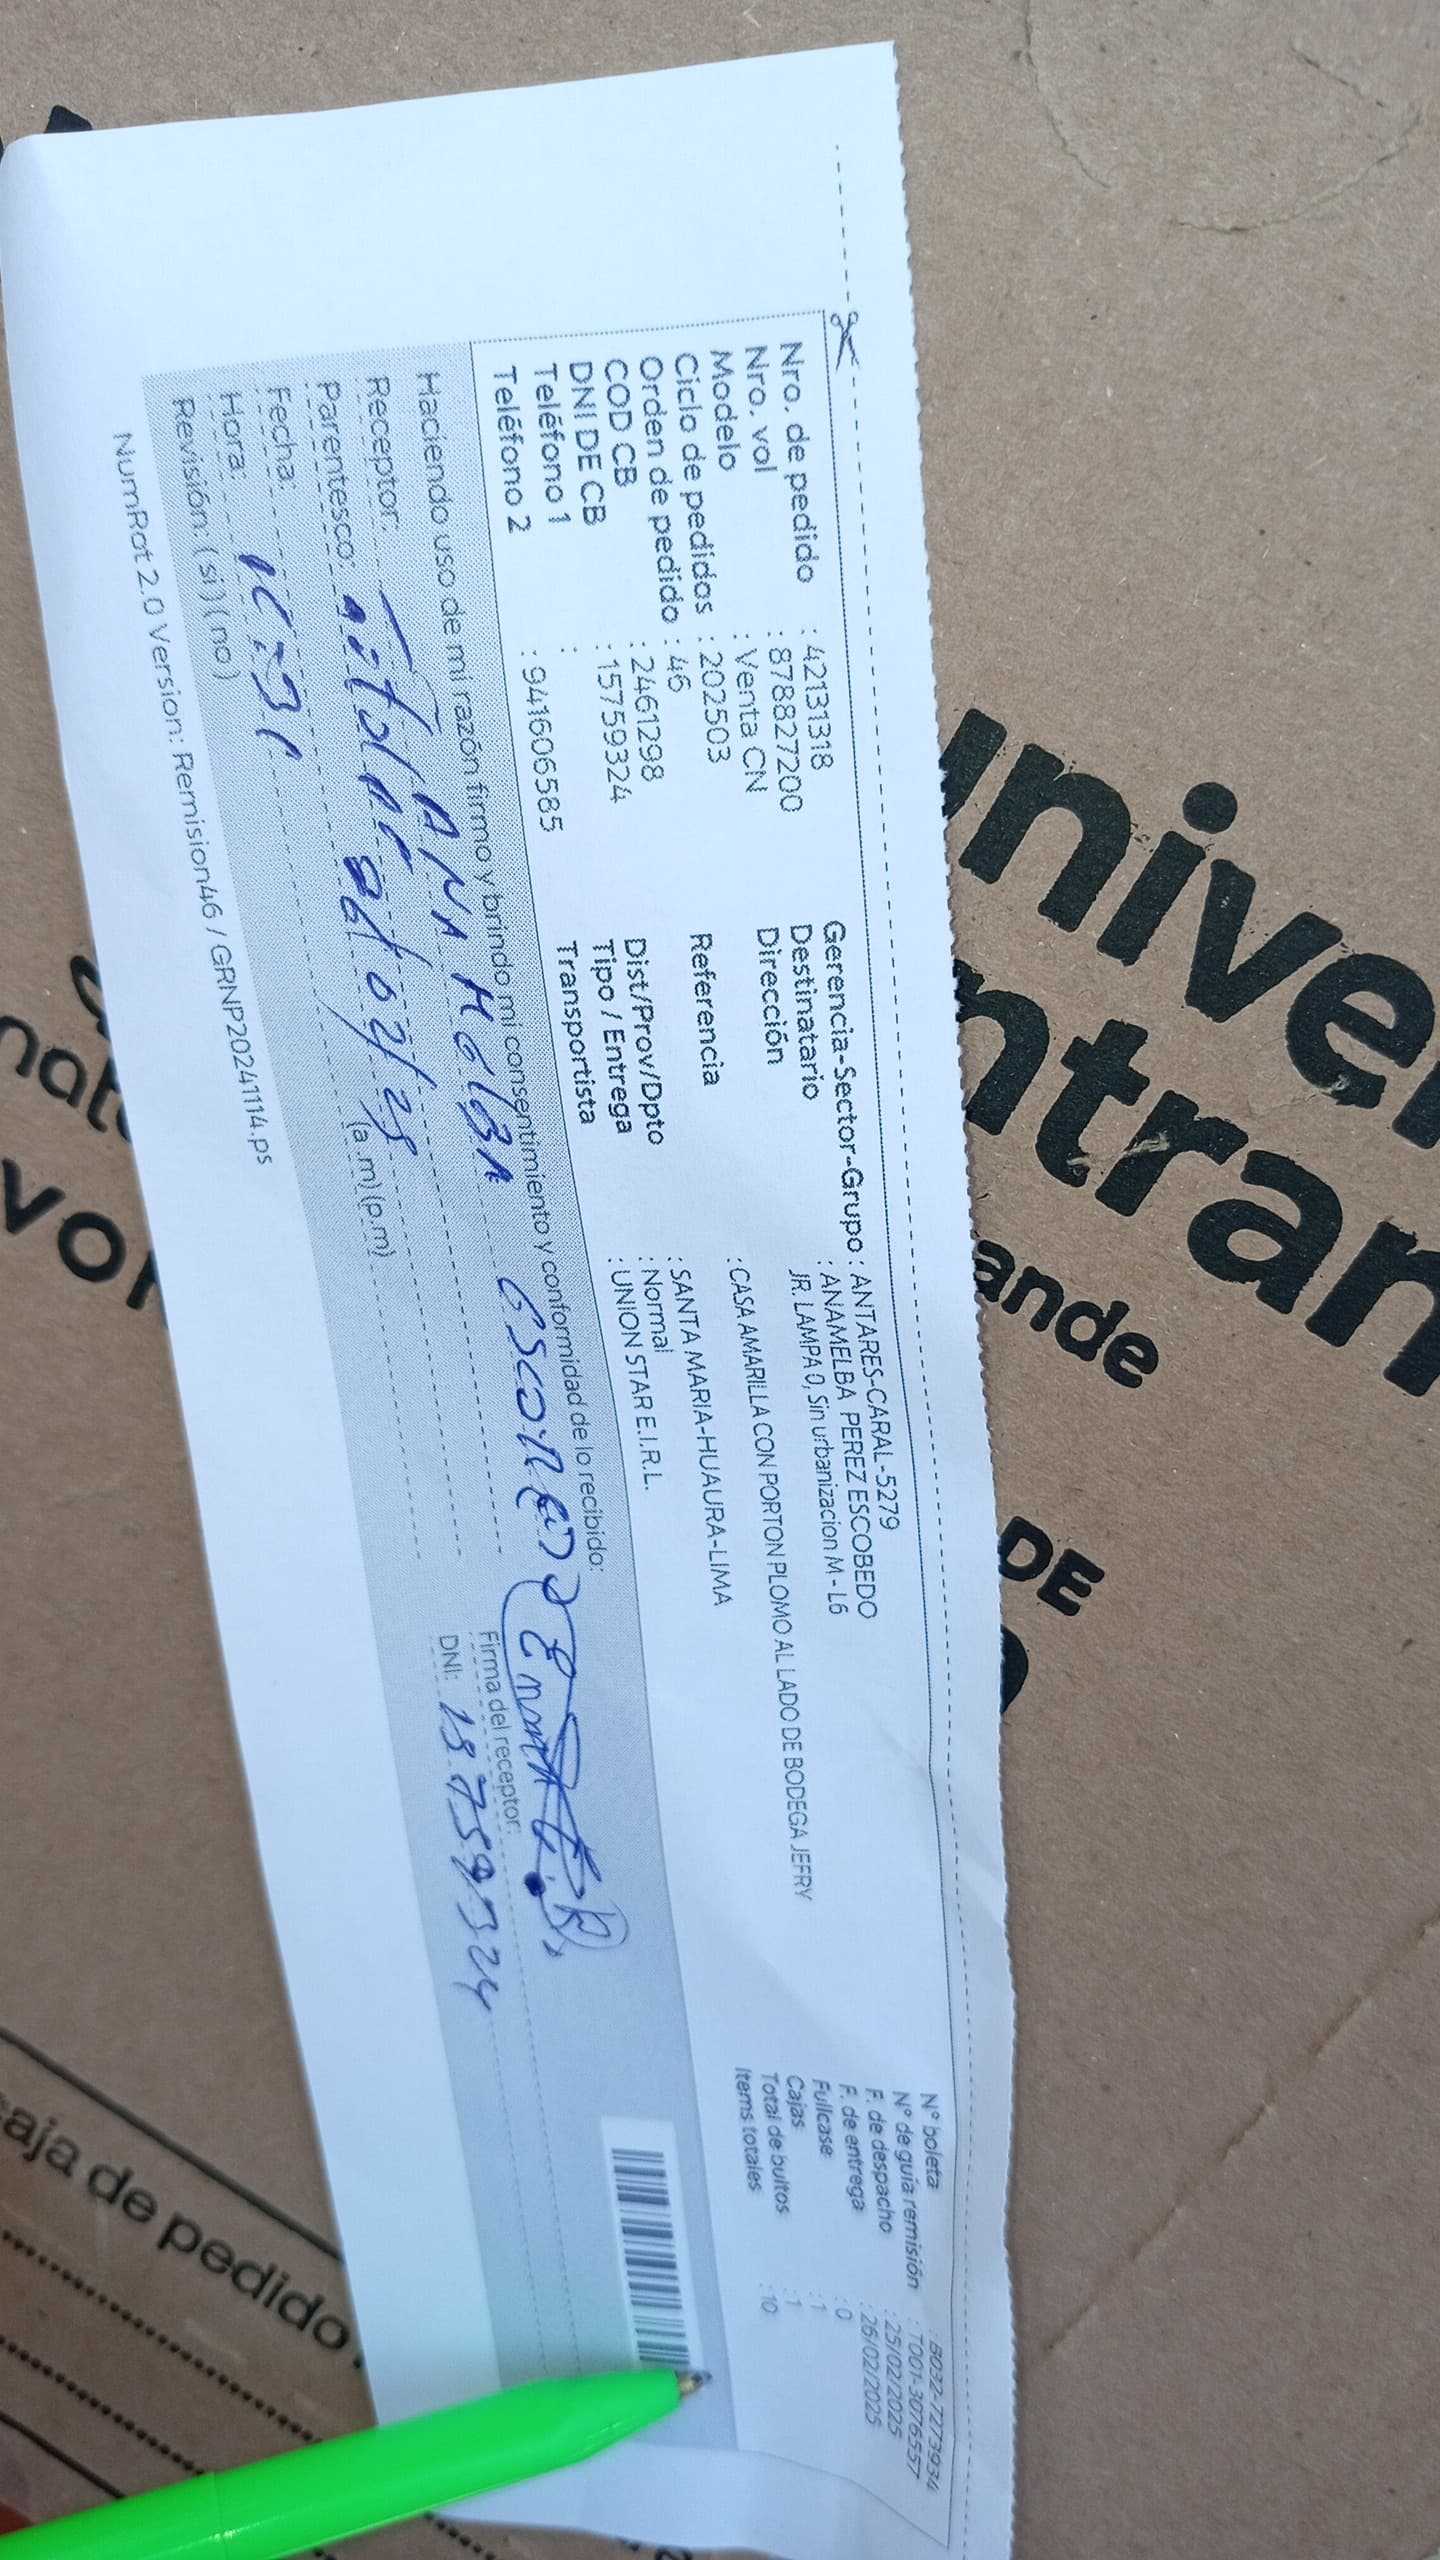 Nro. de pedido : 42131318
Nro. vol : 878827200
Modelo : Venta CN
Ciclo de pedidos : 202503
Orden de pedido : 46
COD CB : 2461298
DNI DE CB : 15759324
Teléfono 1 :
Teléfono 2 : 941606585
Gerencia-Sector-Grupo : ANTARES-CARAL-5279
Destinatario : ANAMELBA PEREZ ESCOBEDO
Dirección JR. LAMPA 0, Sin urbanizacion M - L6
Referencia : CASA AMARILLA CON PORTON PLOMO AL LADO DE BODEGA JEFRY
Dist/Prov/Dpto : SANTA MARIA-HUAURA-LIMA
Tipo / Entrega : Normal
Transportista : UNION STAR E.I.R.L.
N° boleta : B032-7273934
N° de guía remisión : T001-3076557
F. de despacho : 25/02/2025
F. de entrega : 26/02/2025
Fullcase : 0
Cajas : 1
Total de bultos : 1
Items totales : 10
Haciendo uso de mi razón firmo y brindo mi consentimiento y conformidad de lo recibido:
Receptor: ANA MELBA
Parentesco:
Fecha:
Hora: (a.m) (p.m)
Revisión: (si) (no)
Firma del receptor:
DNI: 15759324
NumRot 2.0 Version: Remision46 / GRNP20241114.ps
ande
DE
aja de pedido